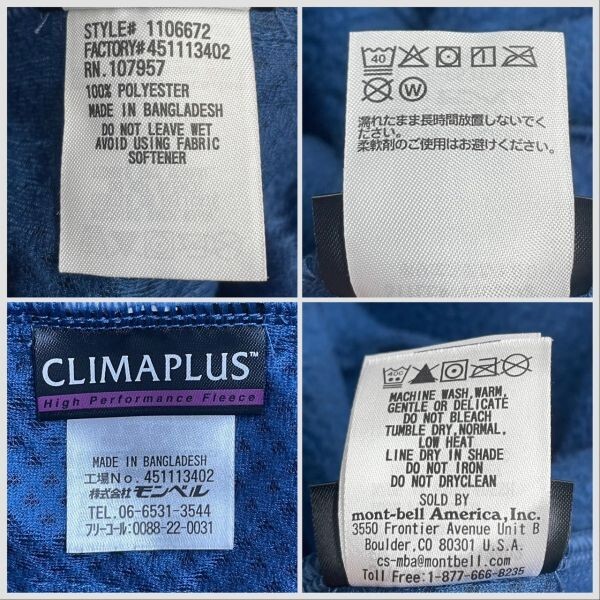 STYLE# 1106672
FACTORY#451113402
RN.107957
100% POLYESTER
MADE IN BANGLADESH
DO NOT LEAVE WET
AVOID USING FABRIC
SOFTENER
40
W
濡れたまま長時間放置しないでく
ださい。
柔軟剤のご使用はお避けください。
CLIMAPLUS™
High Performance Fleece
MADE IN BANGLADESH
工場No. 451113402
株式会社モンベル
TEL.06-6531-3544
フリーコール:0088-22-0031
40C
MACHINE WASH,WARM,
GENTLE OR DELICATE
DO NOT BLEACH
TUMBLE DRY,NORMAL,
LOW HEAT
LINE DRY IN SHADE
DO NOT IRON
DO NOT DRYCLEAN
SOLD BY
mont-bell America,Inc.
3550 Frontier Avenue Unit B
Boulder,CO 80301 U.S.A.
cs-mba@montbell.com
Toll Free:1-877-666-8235